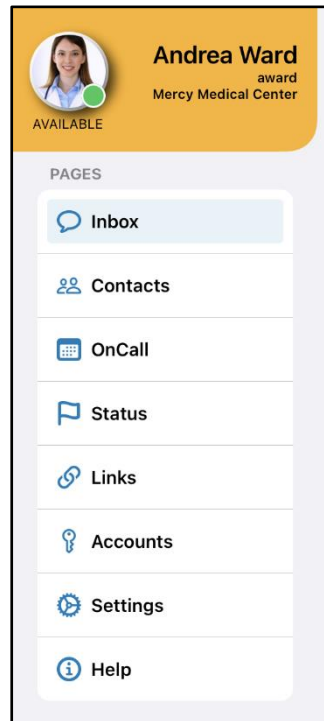 Andrea Ward
award
Mercy Medical Center
AVAILABLE
PAGES
Inbox
Contacts
OnCall
Status
Links
Accounts
Settings
Help